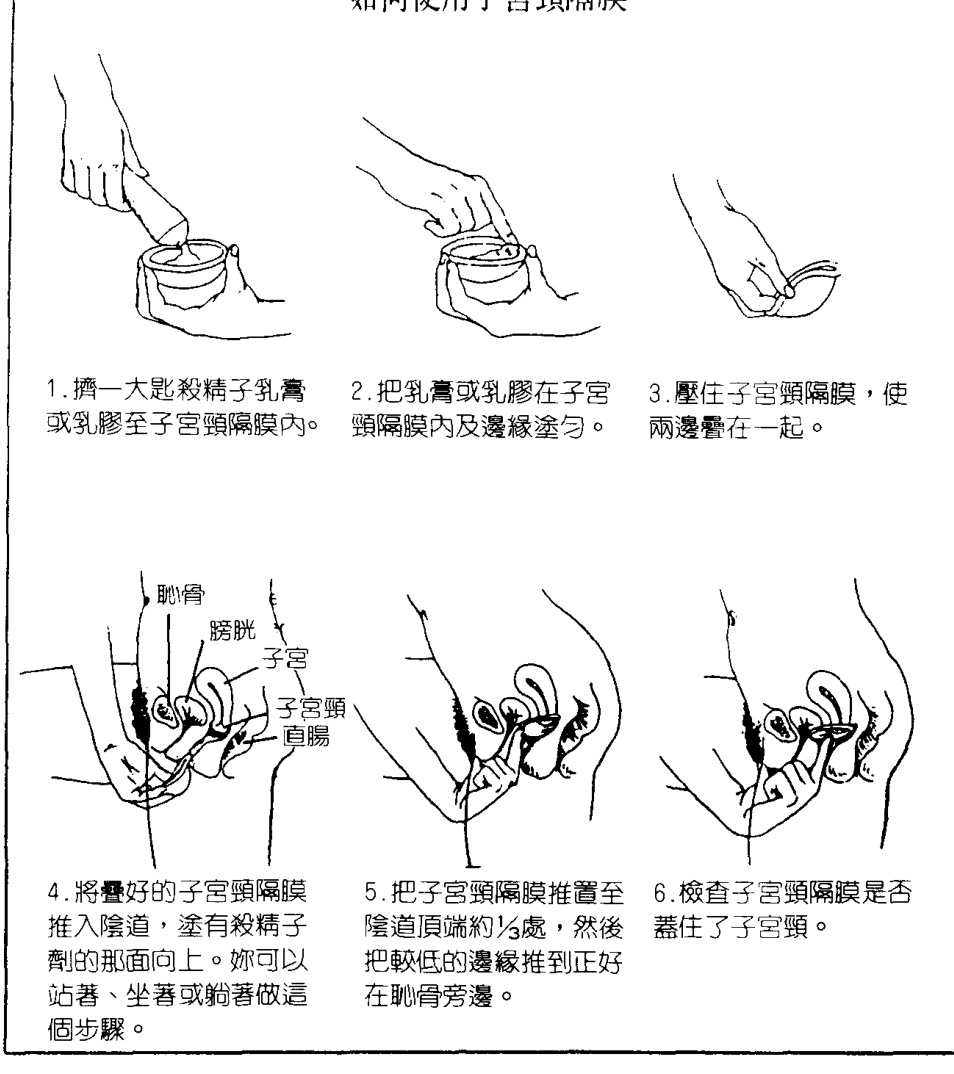 如何使用子宮頸隔膜
1.擠一大匙殺精子乳膏
或乳膠至子宮頸隔膜內。
2.把乳膏或乳膠在子宮
頸隔膜內及邊緣塗勻。
3.壓住子宮頸隔膜，使
兩邊疊在一起。
恥骨
膀胱
子宮
子宮頸
直腸
4.將疊好的子宮頸隔膜
推入陰道，塗有殺精子
劑的那面向上。妳可以
站著、坐著或躺著做這
個步驟。
5.把子宮頸隔膜推置至
陰道頂端約⅓處，然後
把較低的邊緣推到正好
在恥骨旁邊。
6.檢查子宮頸隔膜是否
蓋住了子宮頸。